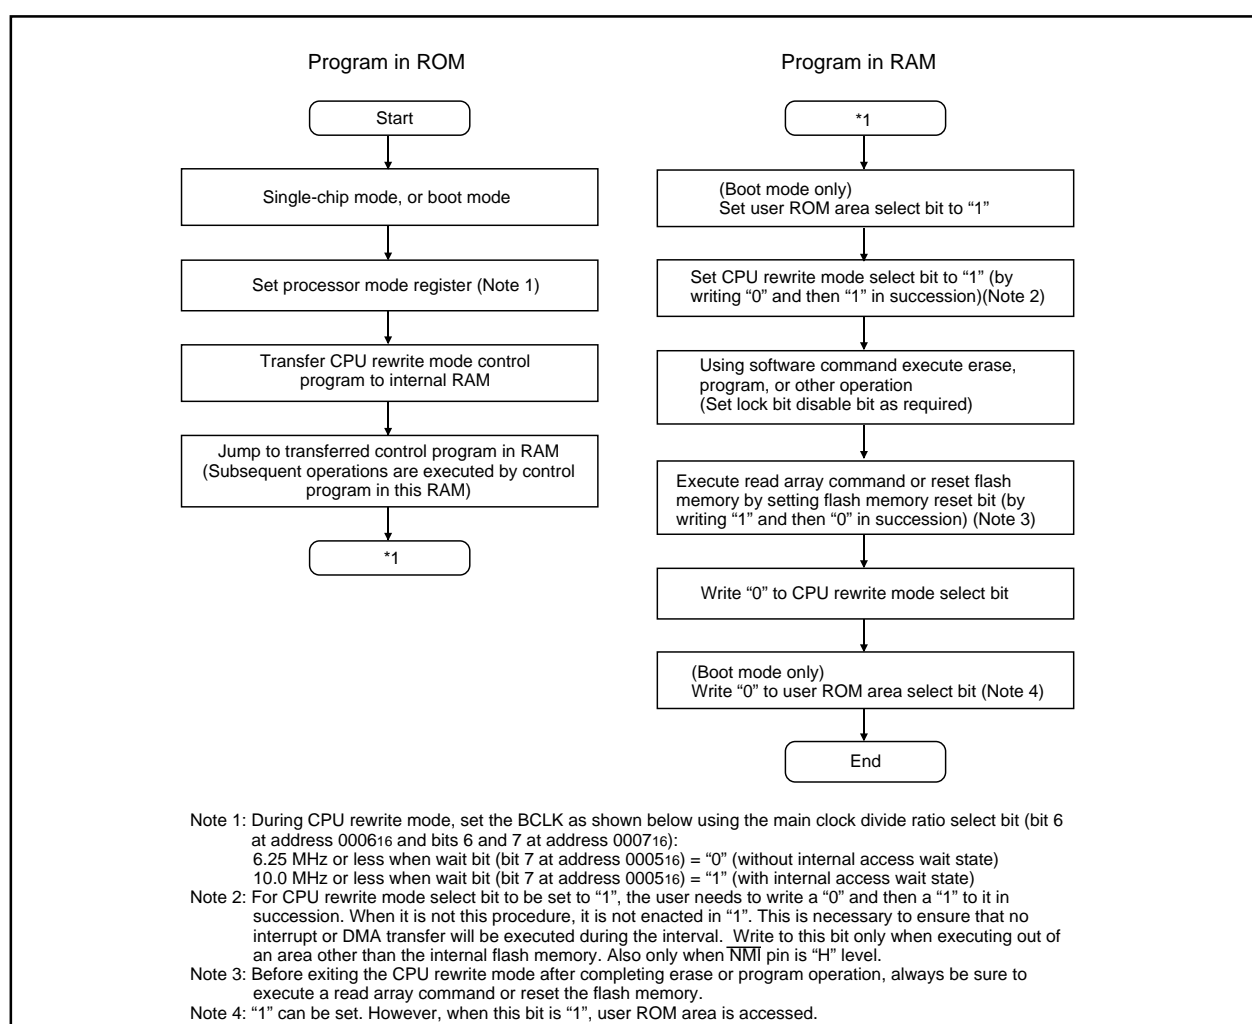 Program in ROM
Start
Single-chip mode, or boot mode
Set processor mode register (Note 1)
Transfer CPU rewrite mode control
program to internal RAM
Jump to transferred control program in RAM
(Subsequent operations are executed by control
program in this RAM)
*1
Program in RAM
*1
(Boot mode only)
Set user ROM area select bit to “1”
Set CPU rewrite mode select bit to “1” (by
writing “0” and then “1” in succession)(Note 2)
Using software command execute erase,
program, or other operation
(Set lock bit disable bit as required)
Execute read array command or reset flash
memory by setting flash memory reset bit (by
writing “1” and then “0” in succession) (Note 3)
Write “0” to CPU rewrite mode select bit
(Boot mode only)
Write “0” to user ROM area select bit (Note 4)
End
Note 1: During CPU rewrite mode, set the BCLK as shown below using the main clock divide ratio select bit (bit 6
at address 000616 and bits 6 and 7 at address 000716):
6.25 MHz or less when wait bit (bit 7 at address 000516) = “0” (without internal access wait state)
10.0 MHz or less when wait bit (bit 7 at address 000516) = “1” (with internal access wait state)
Note 2: For CPU rewrite mode select bit to be set to “1”, the user needs to write a “0” and then a “1” to it in
succession. When it is not this procedure, it is not enacted in “1”. This is necessary to ensure that no
interrupt or DMA transfer will be executed during the interval. Write to this bit only when executing out of
an area other than the internal flash memory. Also only when NMI pin is “H” level.
Note 3: Before exiting the CPU rewrite mode after completing erase or program operation, always be sure to
execute a read array command or reset the flash memory.
Note 4: “1” can be set. However, when this bit is “1”, user ROM area is accessed.